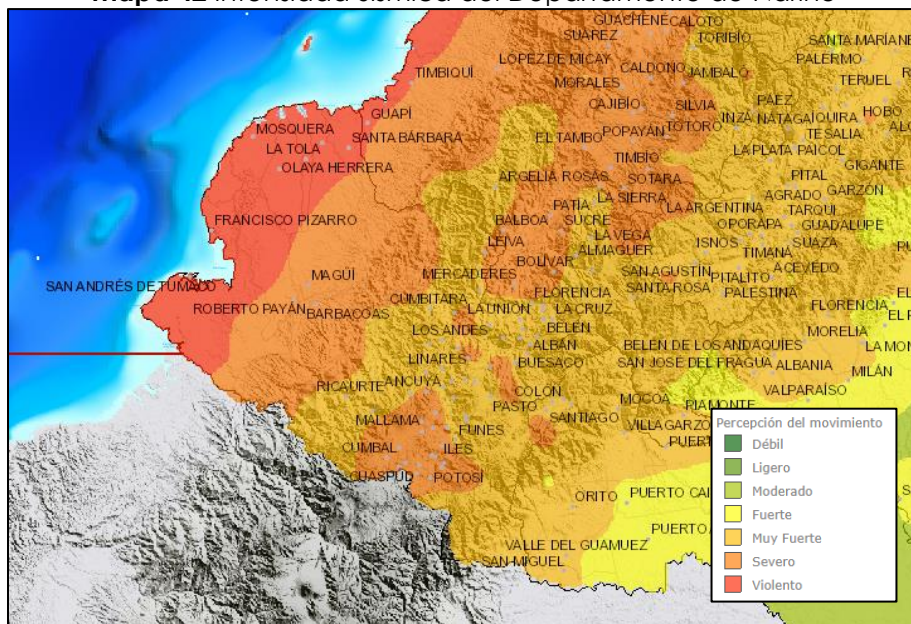 Mapa 12 Intensidad sísmica del Departamento de Nariño
GUACHENÉ CALOTO
SUÁREZ
TORIBÍO
SANTA MARÍA
LOPEZ DE MICAY
PALERMO
TIMBIQUÍ
CALDONO
JAMBALÓ
TERUEL
MORALES
PÁEZ
CAJIBÍO
SILVIA
HOBO
GUAPÍ
INZÁ
NÁTAGA
MOSQUERA
SANTA BÁRBARA
EL TAMBO
POPAYÁN
TOTORÓ
TESALIA
LA TOLA
TIMBÍO
LA PLATA
PAICOL
OLAYA HERRERA
GIGANTE
ARGELIA
ROSAS
SOTARA
PITAL
LA SIERRA
AGRADO
GARZÓN
PATÍA
LA ARGENTINA
TARQUI
FRANCISCO PIZARRO
BALBOA
SUCRE
OPORAPA
GUADALUPE
LEIVA
LA VEGA
ISNOS
SUAZA
ALMAGUER
TIMANÁ
BOLÍVAR
MAGÜÍ
MERCADERES
SAN AGUSTÍN
PITALITO
ACEVEDO
SAN ANDRÉS DE TUMACO
SANTA ROSA
PALESTINA
CUMBITARA
FLORENCIA
ROBERTO PAYÁN
BARBACOAS
LA UNIÓN
LA CRUZ
FLORENCIA
LOS ANDES
BELÉN
MORELIA
ALBÁN
BELÉN DE LOS ANDAQUÍES
LINARES
BUESACO
SAN JOSÉ DEL FRAGUA
ALBANIA
MILÁN
RICAURTE
ANCUYA
COLÓN
VALPARAÍSO
PASTO
MOCOA
PIAMONTE
MALLAMA
SANTIAGO
FUNES
VILLAGARZÓ
CUMBAL
ILES
PUERT
CUASPÚD
POTOSÍ
ORITO
PUERTO CAI
PUERTO
VALLE DEL GUAMUEZ
SAN MIGUEL
Percepción del movimiento
Débil
Ligero
Moderado
Fuerte
Muy Fuerte
Severo
Violento